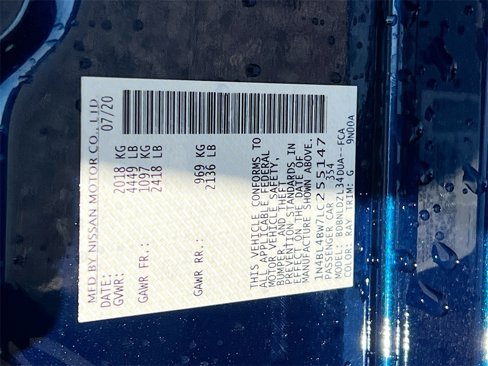 MFD BY NISSAN MOTOR CO., LTD
DATE: 07/20
GVWR: 2018 KG
4449 LB
GAWR FR.: 1097 KG
2418 LB
GAWR RR.: 969 KG
2136 LB
THIS VEHICLE CONFORMS TO
ALL APPLICABLE FEDERAL
MOTOR VEHICLE SAFETY,
BUMPER, AND THEFT
PREVENTION STANDARDS IN
EFFECT ON THE DATE OF
MANUFACTURE SHOWN ABOVE.
1N4BL4BW7LC255147
PASSENGER CAR 354
MODEL: BDBNLDZL34DUA--FCA
COLOR: RAY TRIM: G 9N00A